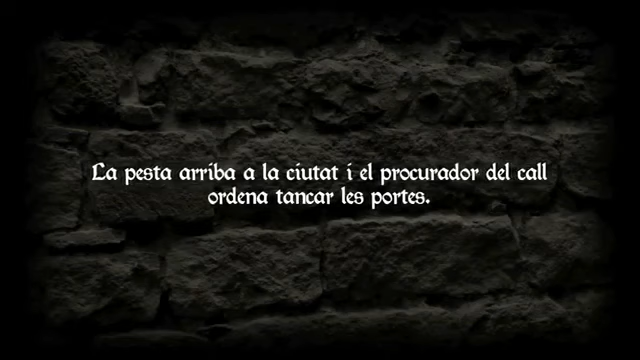 La pesta arriba a la ciutat i el procurador del call
ordena tancar les portes.